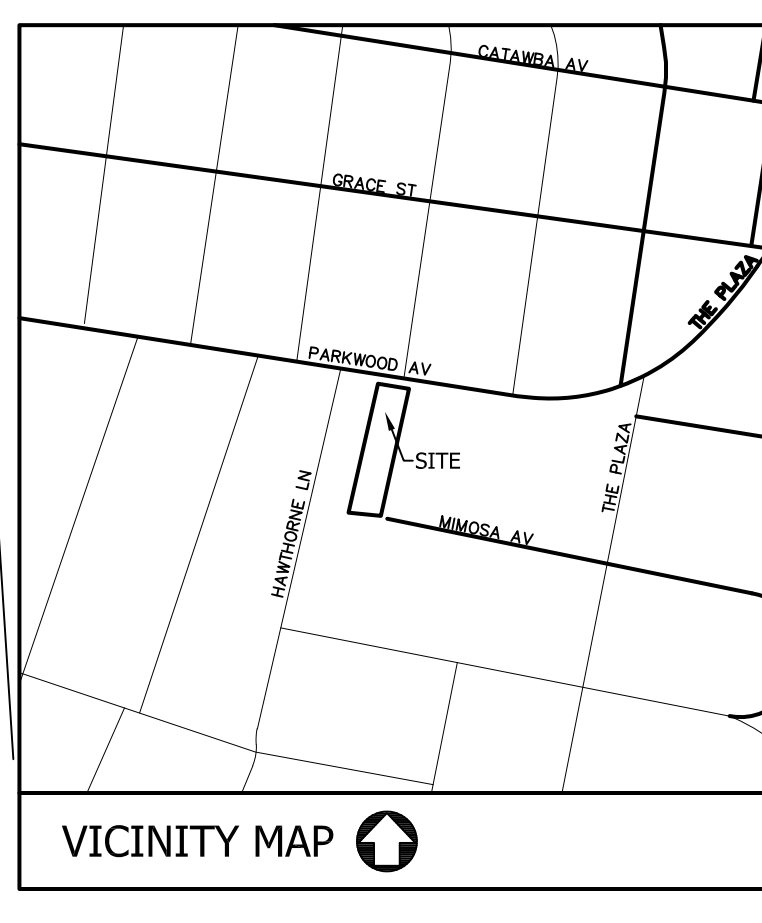 CATAWBA AV
GRACE ST
THE PLAZA
PARKWOOD AV
SITE
THE PLAZA
HAWTHORNE LN
MIMOSA AV
VICINITY MAP